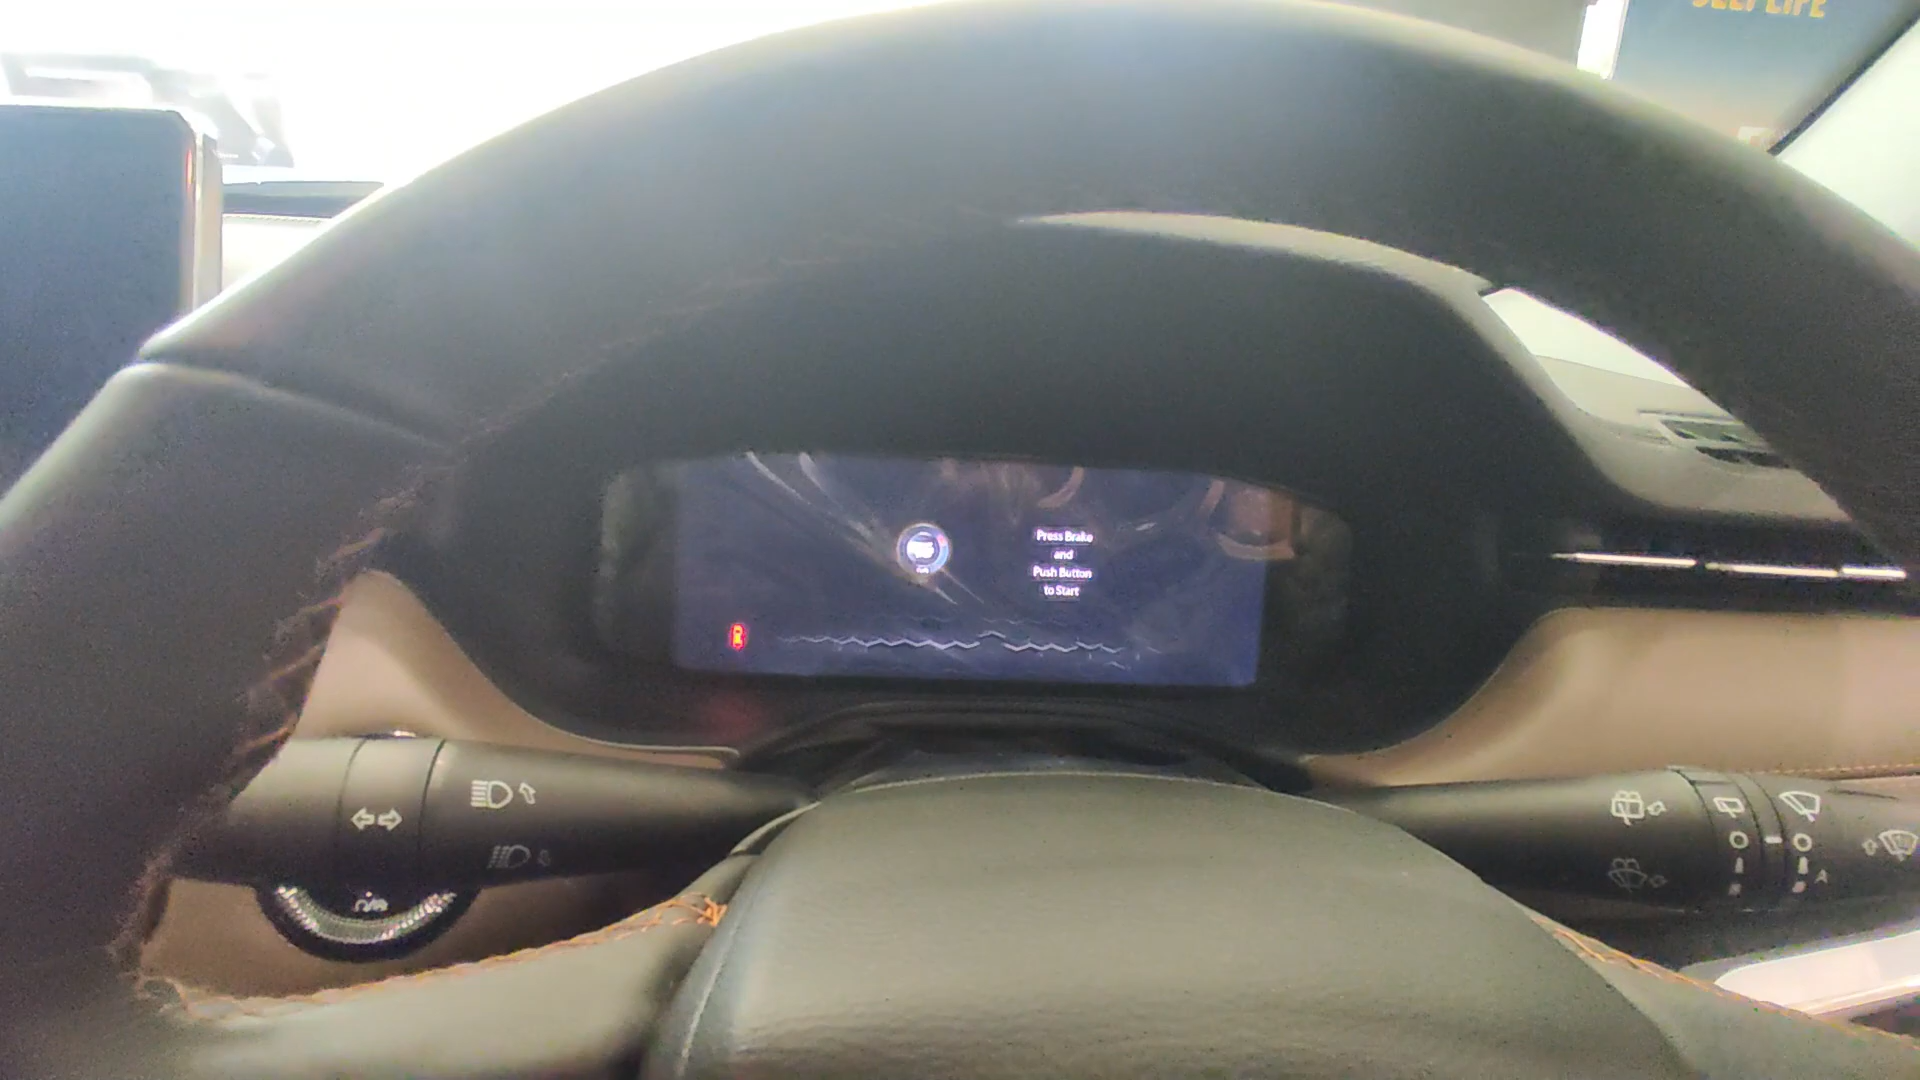 Press Brake
and
Push Button
to Start
A